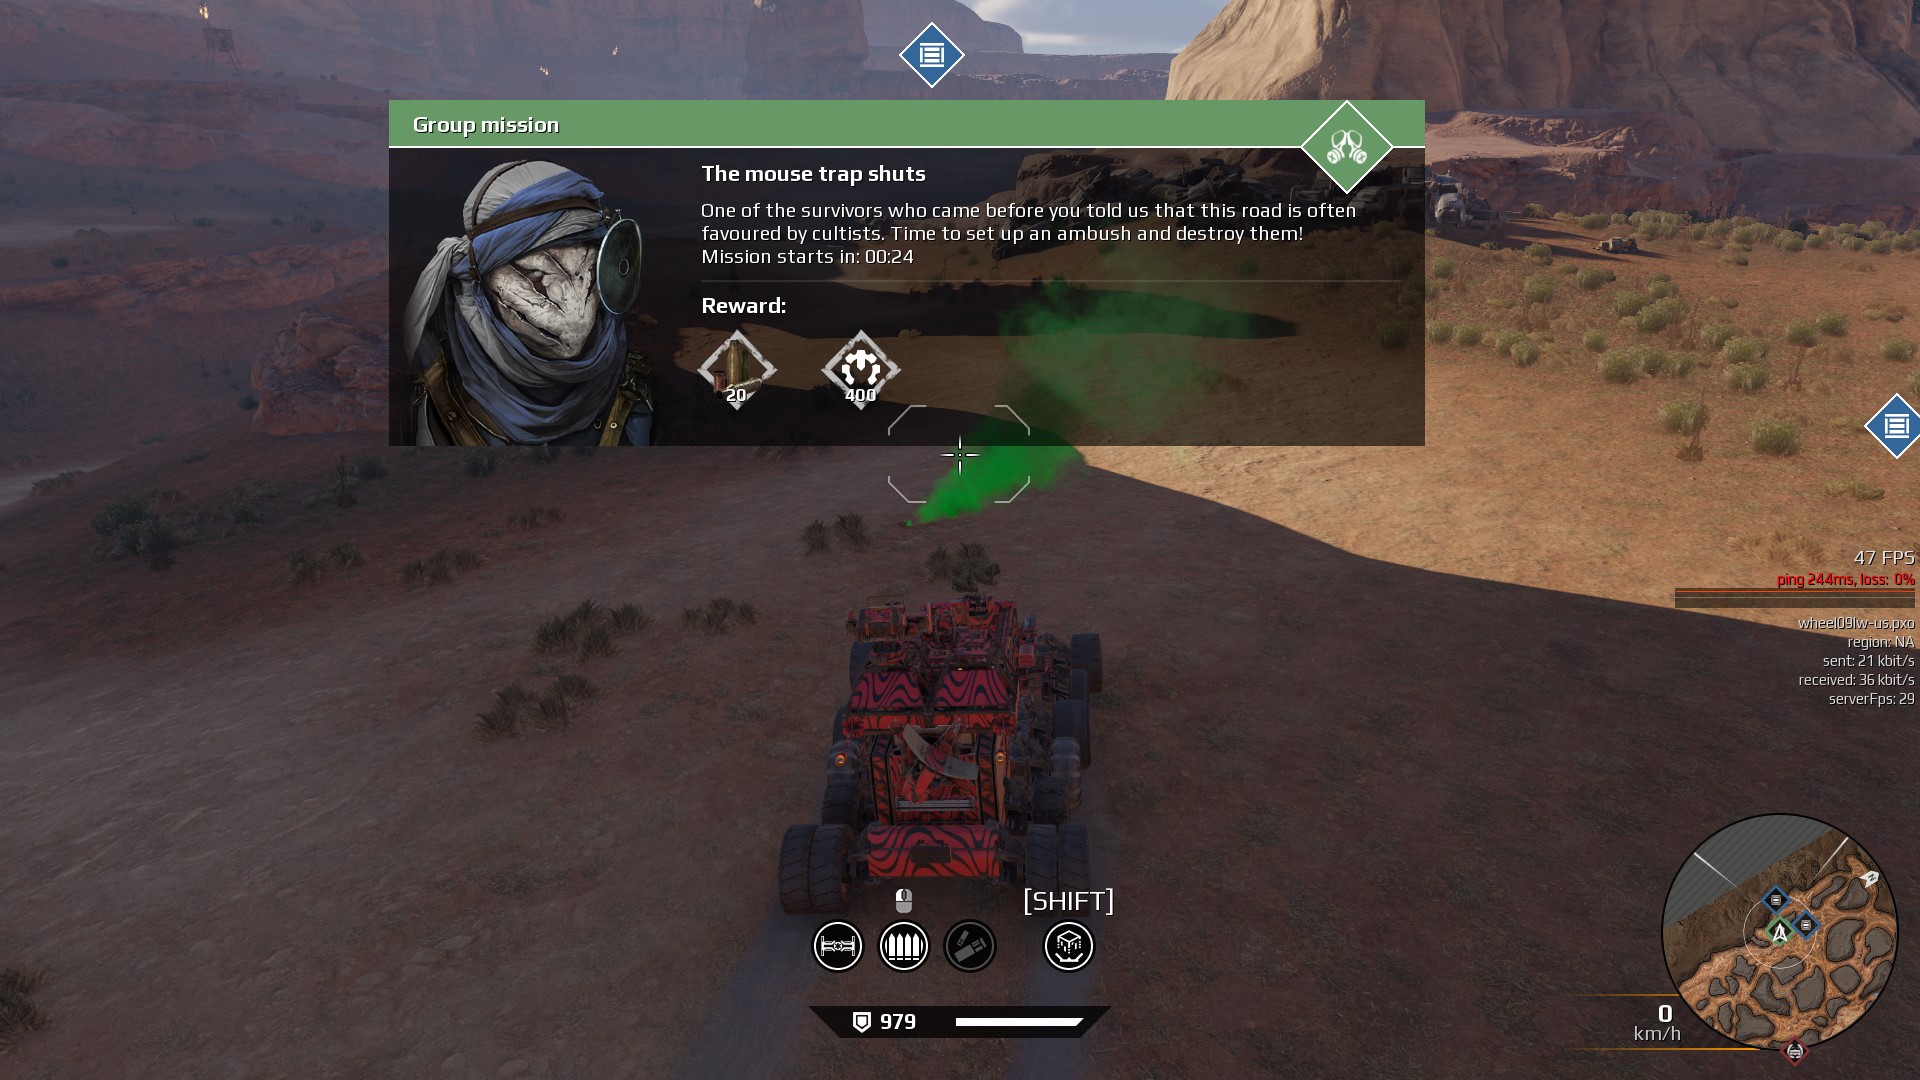 Group mission
The mouse trap shuts
One of the survivors who came before you told us that this road is often
favoured by cultists. Time to set up an ambush and destroy them!
Mission starts in: 00:24
Reward:
20
400
47 FPS
ping 244ms, loss: 0%
wheel09lw-us.pxo
region: NA
sent: 21 kbit/s
received: 36 kbit/s
serverFps: 29
[SHIFT]
979
0
km/h
N